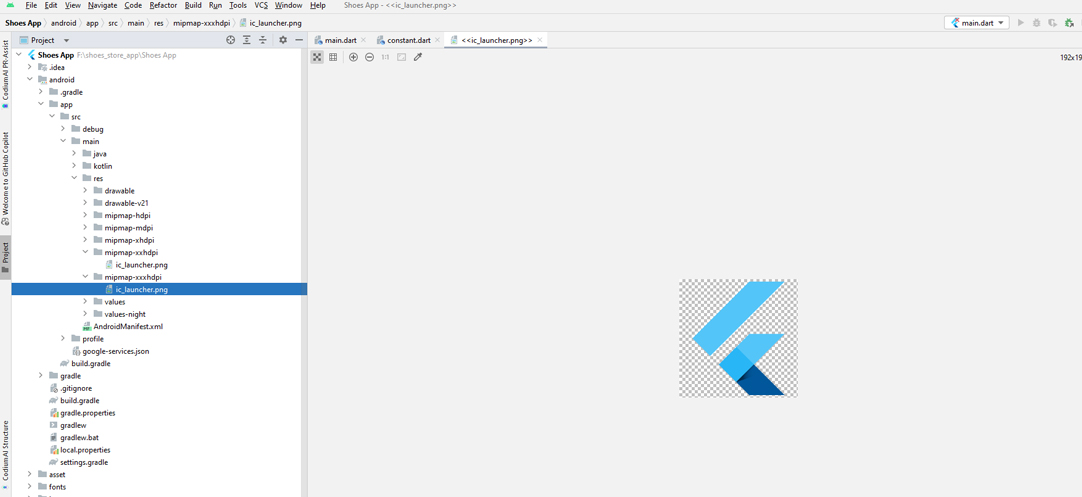 File Edit View Navigate Code Refactor Build Run Tools VCS Window Help Shoes App - <<ic_launcher.png>>
Shoes App android app src main res mipmap-xxxhdpi ic_launcher.png main.dart
Project
main.dart constant.dart <<ic_launcher.png>>
1:1 192x19
CodiumAI PR-Assist
Welcome to GitHub Copilot
Project
CodiumAI Structure
Shoes App F:\shoes_store_app\Shoes App
.idea
android
.gradle
app
src
debug
main
java
kotlin
res
drawable
drawable-v21
mipmap-hdpi
mipmap-mdpi
mipmap-xhdpi
mipmap-xxhdpi
ic_launcher.png
mipmap-xxxhdpi
ic_launcher.png
values
values-night
AndroidManifest.xml
profile
google-services.json
build.gradle
gradle
.gitignore
build.gradle
gradle.properties
gradlew
gradlew.bat
local.properties
settings.gradle
asset
fonts